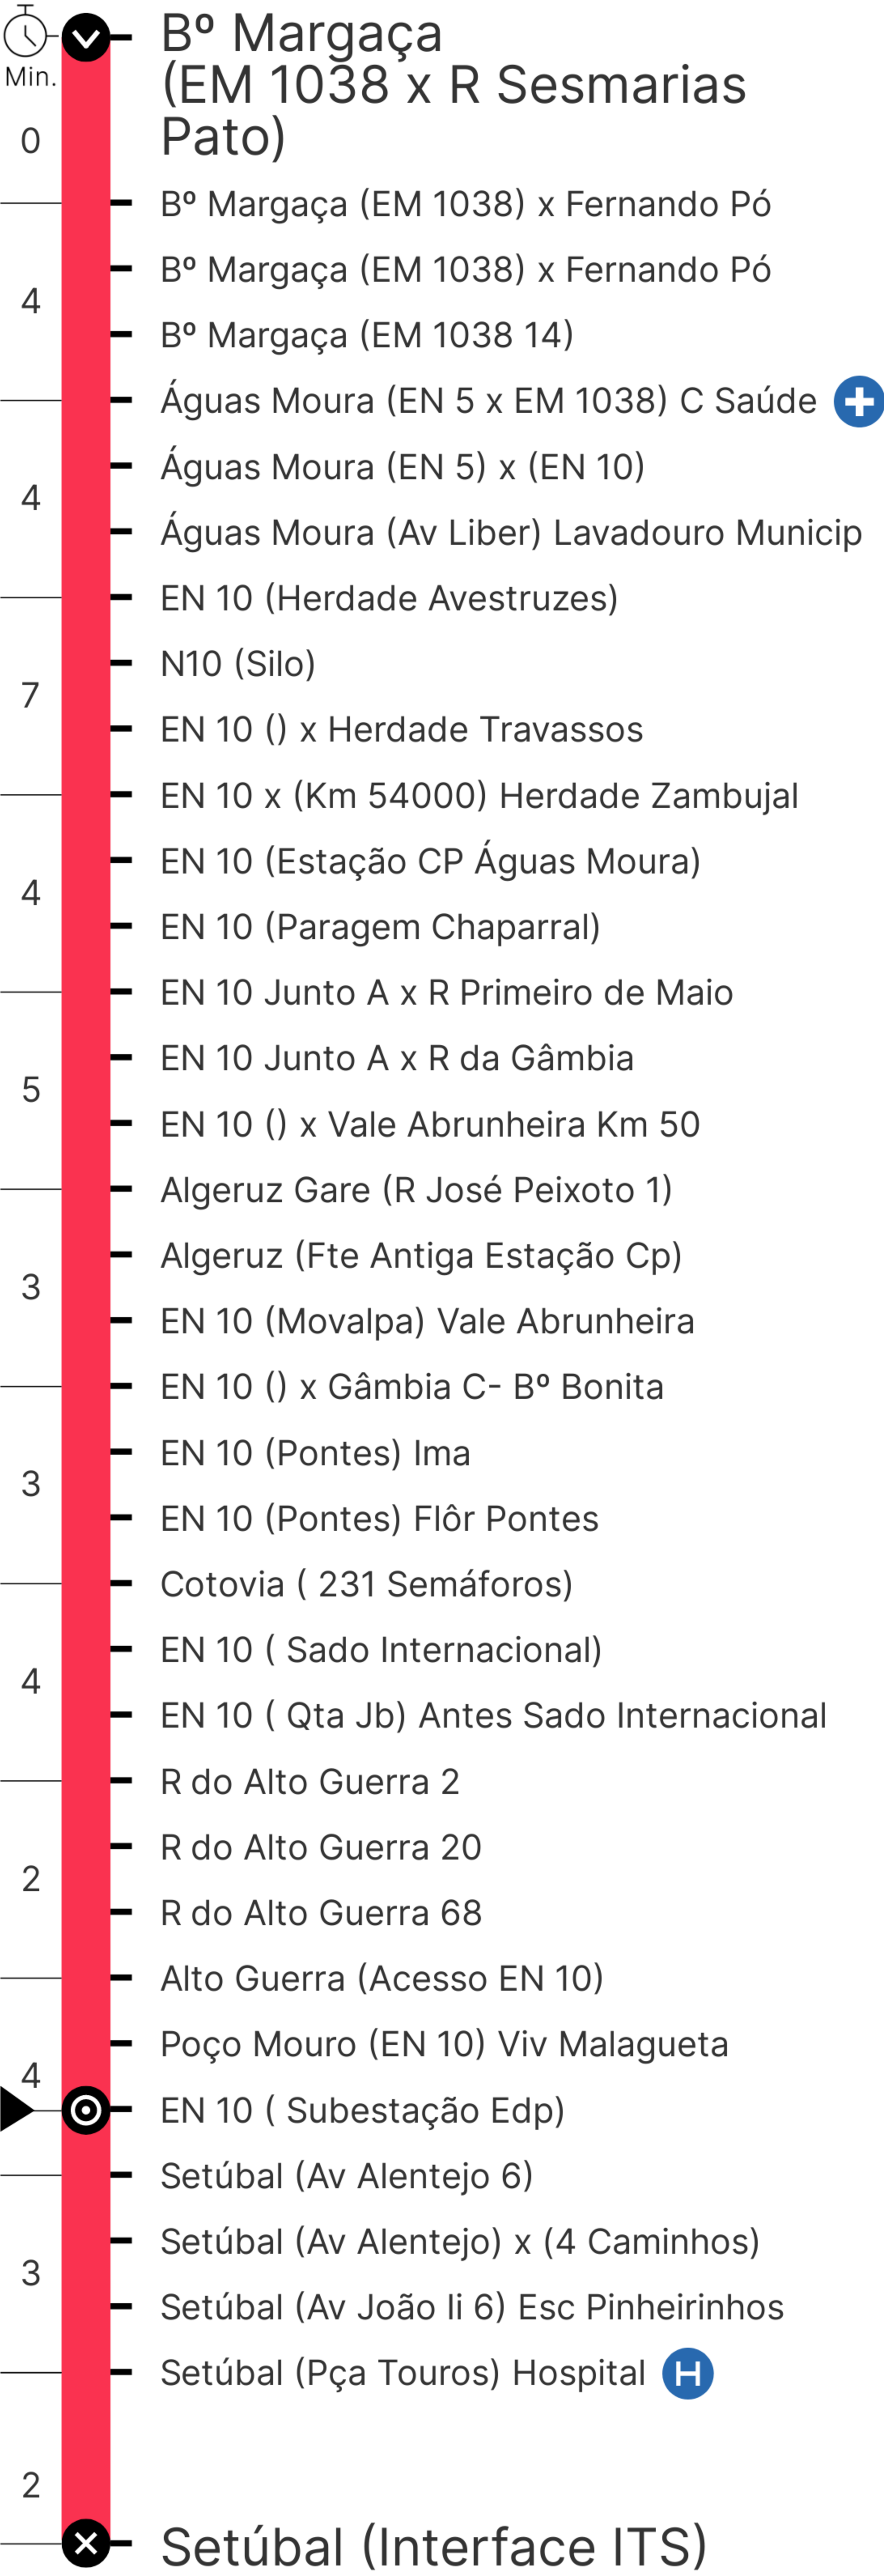 Bº Margaça
(EM 1038 x R Sesmarias
Pato)
Min.
0
Bº Margaça (EM 1038) x Fernando Pó
Bº Margaça (EM 1038) x Fernando Pó
4
Bº Margaça (EM 1038 14)
Águas Moura (EN 5 x EM 1038) C Saúde
Águas Moura (EN 5) x (EN 10)
4
Águas Moura (Av Liber) Lavadouro Municip
EN 10 (Herdade Avestruzes)
N10 (Silo)
7
EN 10 () x Herdade Travassos
EN 10 x (Km 54000) Herdade Zambujal
EN 10 (Estação CP Águas Moura)
4
EN 10 (Paragem Chaparral)
EN 10 Junto A x R Primeiro de Maio
EN 10 Junto A x R da Gâmbia
5
EN 10 () x Vale Abrunheira Km 50
Algeruz Gare (R José Peixoto 1)
Algeruz (Fte Antiga Estação Cp)
3
EN 10 (Movalpa) Vale Abrunheira
EN 10 () x Gâmbia C- Bº Bonita
EN 10 (Pontes) Ima
3
EN 10 (Pontes) Flôr Pontes
Cotovia ( 231 Semáforos)
EN 10 ( Sado Internacional)
4
EN 10 ( Qta Jb) Antes Sado Internacional
R do Alto Guerra 2
R do Alto Guerra 20
2
R do Alto Guerra 68
Alto Guerra (Acesso EN 10)
Poço Mouro (EN 10) Viv Malagueta
4
EN 10 ( Subestação Edp)
Setúbal (Av Alentejo 6)
Setúbal (Av Alentejo) x (4 Caminhos)
3
Setúbal (Av João Ii 6) Esc Pinheirinhos
Setúbal (Pça Touros) Hospital H
2
Setúbal (Interface ITS)